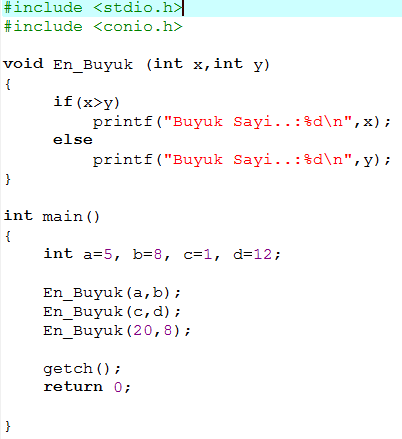 #include <stdio.h>
#include <conio.h>
void En_Buyuk (int x,int y)
{
if(x>y)
printf("Buyuk Sayi..:%d\n",x);
else
printf("Buyuk Sayi..:%d\n",y);
}
int main()
{
int a=5, b=8, c=1, d=12;
En_Buyuk(a,b);
En_Buyuk(c,d);
En_Buyuk(20,8);
getch();
return 0;
}